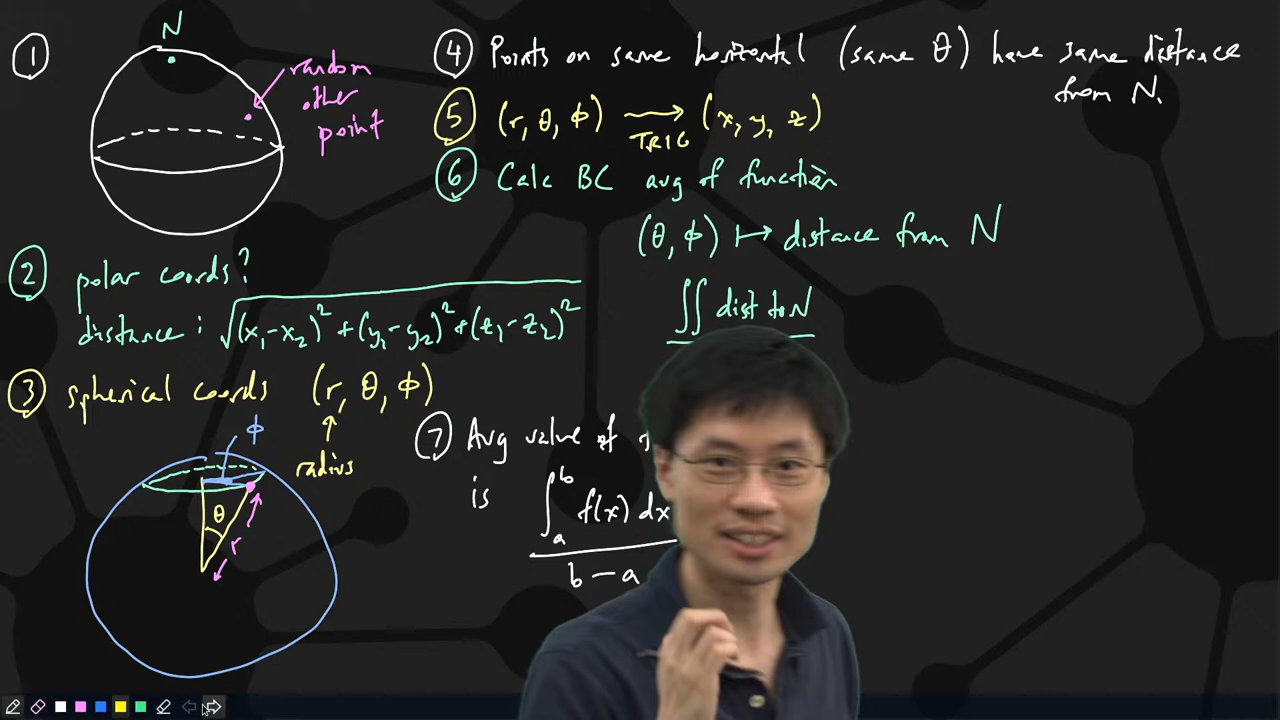 ① N
random
other
point
② polar coords?
distance: √(x₁-x₂)²+(y₁-y₂)²+(z₁-z₂)²
③ spherical coords (r, θ, ϕ)
radius
ϕ
θ
r
④ Points on same horizontal (same θ) have same distance
from N.
⑤ (r, θ, ϕ) ⟶ (x, y, z)
TRIG
⑥ Calc BC avg of function
(θ, ϕ) ↦ distance from N
∬ dist to N
⑦ Avg value of
is ∫ₐᵇ f(x) dx
b-a